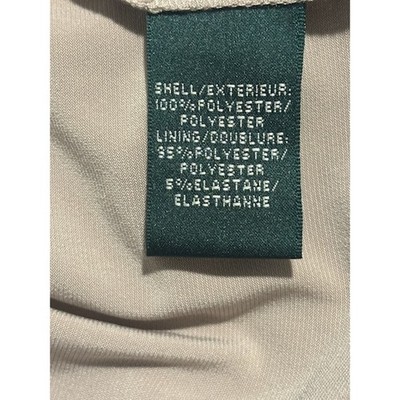 SHELL/EXTERIEUR:
100%POLYESTER/
POLYESTER
LINING/DOUBLURE:
95%POLYESTER/
POLYESTER
5%ELASTANE/
ELASTHANNE